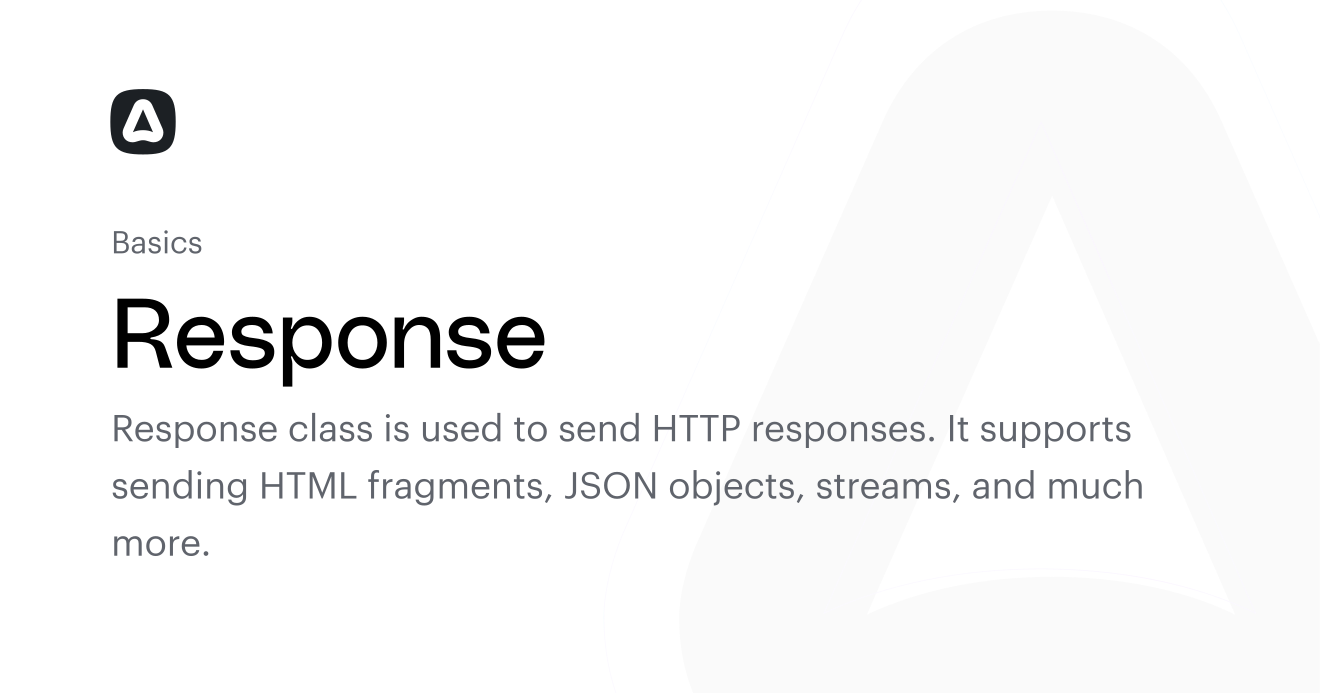 Basics
Response
Response class is used to send HTTP responses. It supports
sending HTML fragments, JSON objects, streams, and much
more.